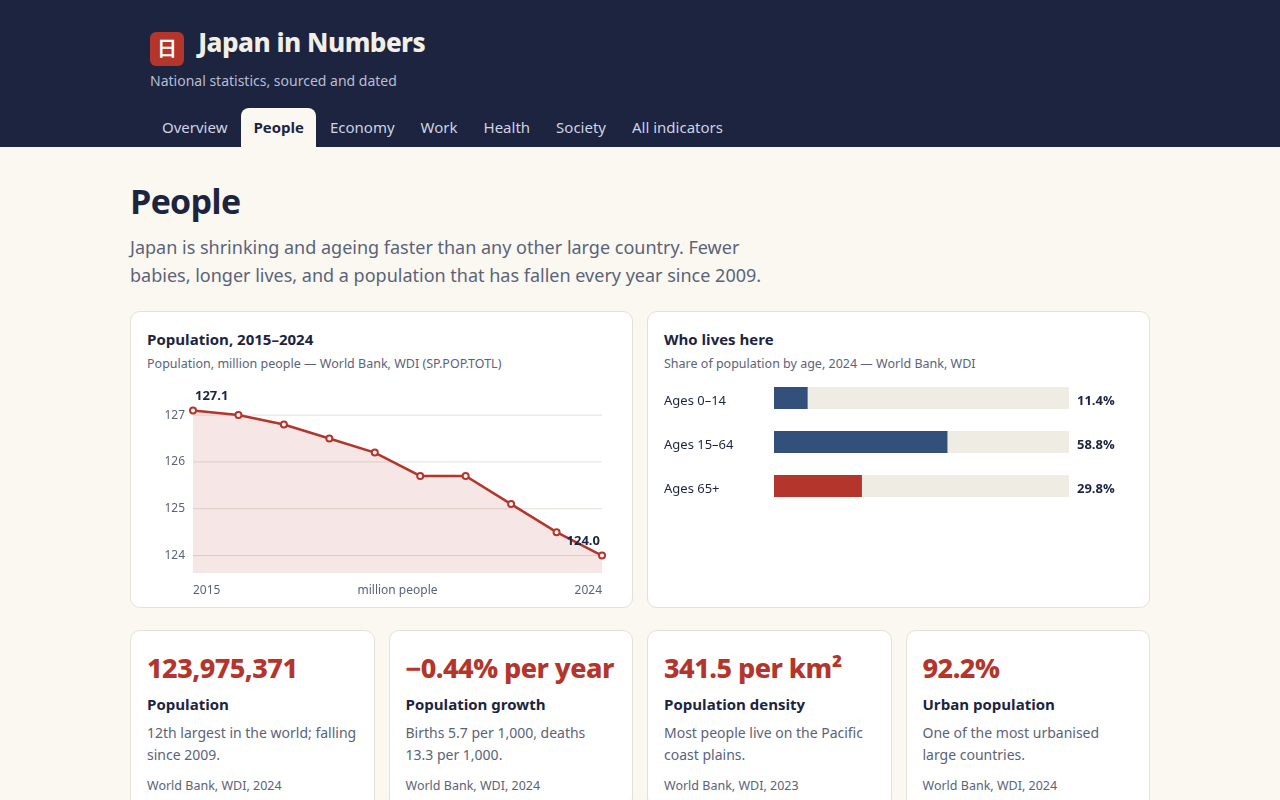 日 Japan in Numbers
National statistics, sourced and dated
Overview People Economy Work Health Society All indicators
People
Japan is shrinking and ageing faster than any other large country. Fewer
babies, longer lives, and a population that has fallen every year since 2009.
Population, 2015–2024
Population, million people — World Bank, WDI (SP.POP.TOTL)
127.1
127
126
125
124
124.0
2015 million people 2024
Who lives here
Share of population by age, 2024 — World Bank, WDI
Ages 0–14 11.4%
Ages 15–64 58.8%
Ages 65+ 29.8%
123,975,371
Population
12th largest in the world; falling
since 2009.
World Bank, WDI, 2024
−0.44% per year
Population growth
Births 5.7 per 1,000, deaths
13.3 per 1,000.
World Bank, WDI, 2024
341.5 per km²
Population density
Most people live on the Pacific
coast plains.
World Bank, WDI, 2023
92.2%
Urban population
One of the most urbanised
large countries.
World Bank, WDI, 2024